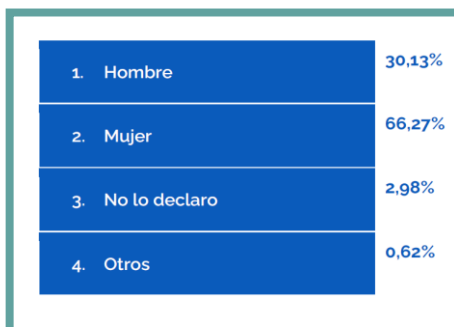 1. Hombre 30,13%
2. Mujer 66,27%
3. No lo declaro 2,98%
4. Otros 0,62%